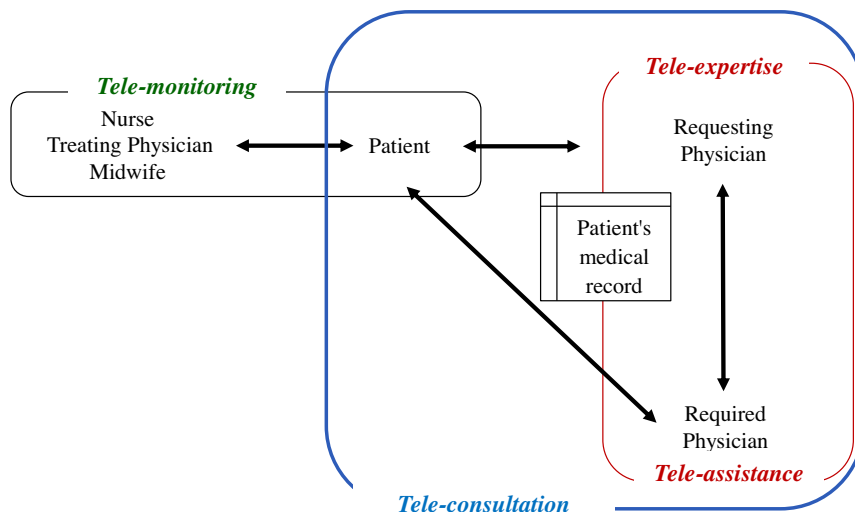 Tele-monitoring
Nurse
Treating Physician
Midwife
Patient
Tele-expertise
Requesting
Physician
Patient's
medical
record
Required
Physician
Tele-assistance
Tele-consultation